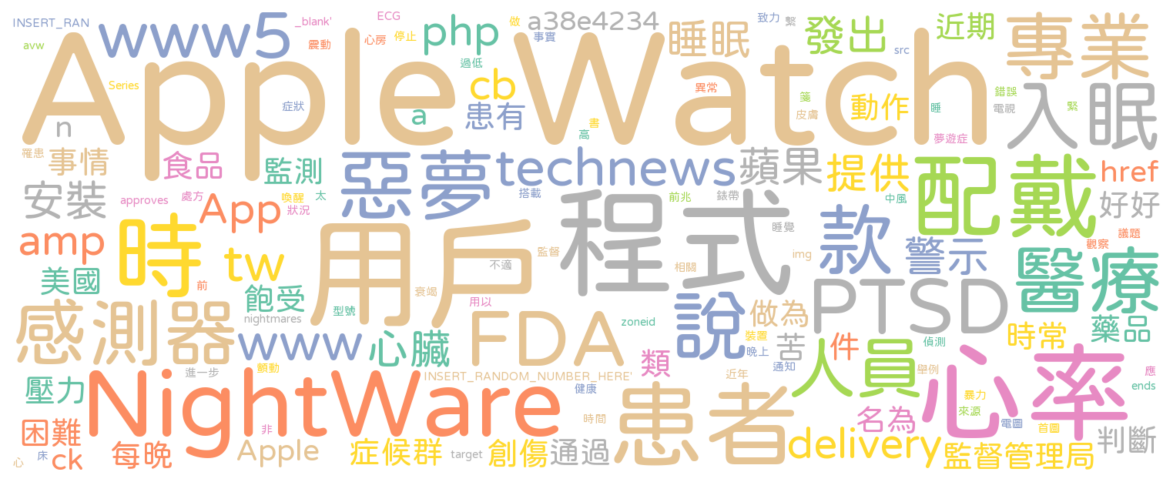 INSERT_RAN www5 _blank' ECG php a38e4234 做 致力 繫 近期 專業
avw 震動 心房 停止 過低 事實 睡眠 發出 src
Apple Watch
Series 症狀 cb 患有 異常 藻 動作 睡 錯誤 電視 緊 入眠
n a 書 高 皮膚 夢遊症
罹患 事情 食品 監測 惡夢 technews 蘋果 提供 配戴 href
安裝 approves 處方 喚醒 太 搭載 前兆 錶帶 中風 好好
amp App 狀況 用戶 程式 睡覺 款 警示 觀察 議題
美國 時 tw 監督 不適 相關 img 醫療
前 飽受 衰竭 型號 用以 說 PTSD
感測器 nightmares www 心臟 FDA zoneid 做為 時常 藥品
進一步 顫動 類 裝置 苦 件 偵測
壓力 NightWare INSERT_RANDOM_NUMBER_HERE' 晚上 通知 人員 舉例 應
健康 近年 暴力 ends 心率
困難 非 時間 患者 名為 來源 電圖 首圖
ck 床 每晚 Apple 症候群 target 創傷 通過 delivery 監督管理局 判斷
心